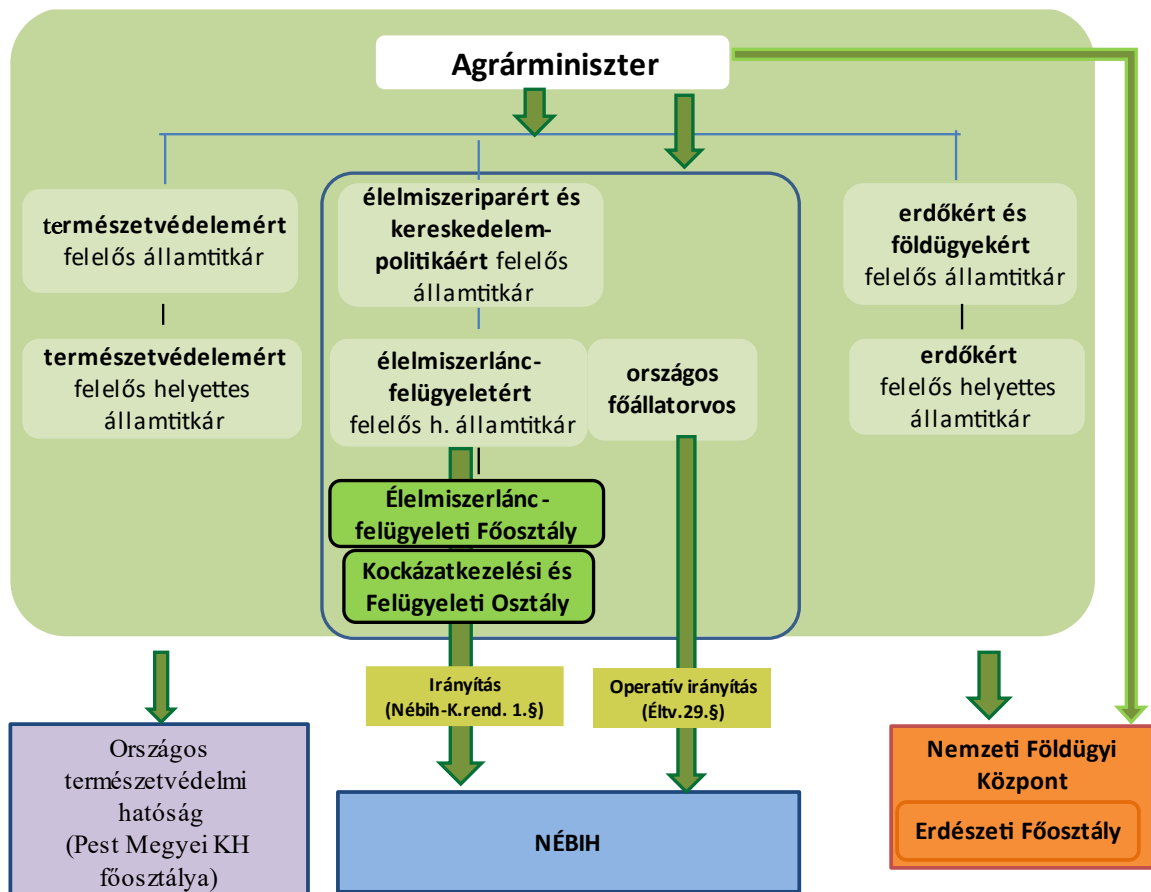 Agrárminiszter
természetvédelemért
felelős államtitkár
élelmiszeriparért és
kereskedelem-
politikáért felelős
államtitkár
erdőkért és
földügyekért
felelős államtitkár
természetvédelemért
felelős helyettes
államtitkár
élelmiszerlánc-
felügyeletért
felelős h. államtitkár
országos
főállatorvos
erdőkért
felelős helyettes
államtitkár
Élelmiszerlánc-
felügyeleti Főosztály
Kockázatkezelési és
Felügyeleti Osztály
Irányítás
(Nébih-K.rend. 1.§)
Operatív irányítás
(Éltv.29.§)
Országos
természetvédelmi
hatóság
(Pest Megyei KH
főosztálya)
NÉBIH
Nemzeti Földügyi
Központ
Erdészeti Főosztály